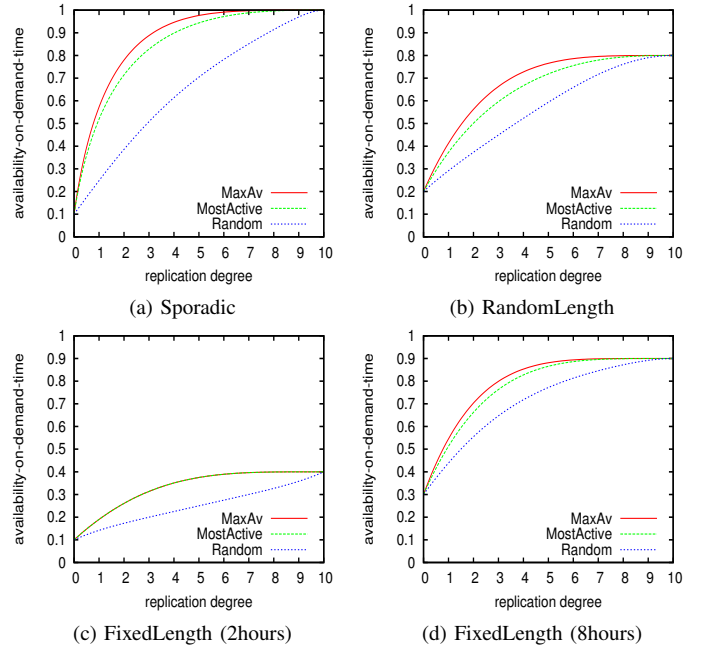 availability-on-demand-time
1
0.9
0.8
0.7
0.6
0.5
0.4
0.3
0.2
0.1
0
MaxAv
MostActive
Random
0 1 2 3 4 5 6 7 8 9 10
replication degree
(a) Sporadic
availability-on-demand-time
1
0.9
0.8
0.7
0.6
0.5
0.4
0.3
0.2
0.1
0
MaxAv
MostActive
Random
0 1 2 3 4 5 6 7 8 9 10
replication degree
(b) RandomLength
availability-on-demand-time
1
0.9
0.8
0.7
0.6
0.5
0.4
0.3
0.2
0.1
0
MaxAv
MostActive
Random
0 1 2 3 4 5 6 7 8 9 10
replication degree
(c) FixedLength (2hours)
availability-on-demand-time
1
0.9
0.8
0.7
0.6
0.5
0.4
0.3
0.2
0.1
0
MaxAv
MostActive
Random
0 1 2 3 4 5 6 7 8 9 10
replication degree
(d) FixedLength (8hours)